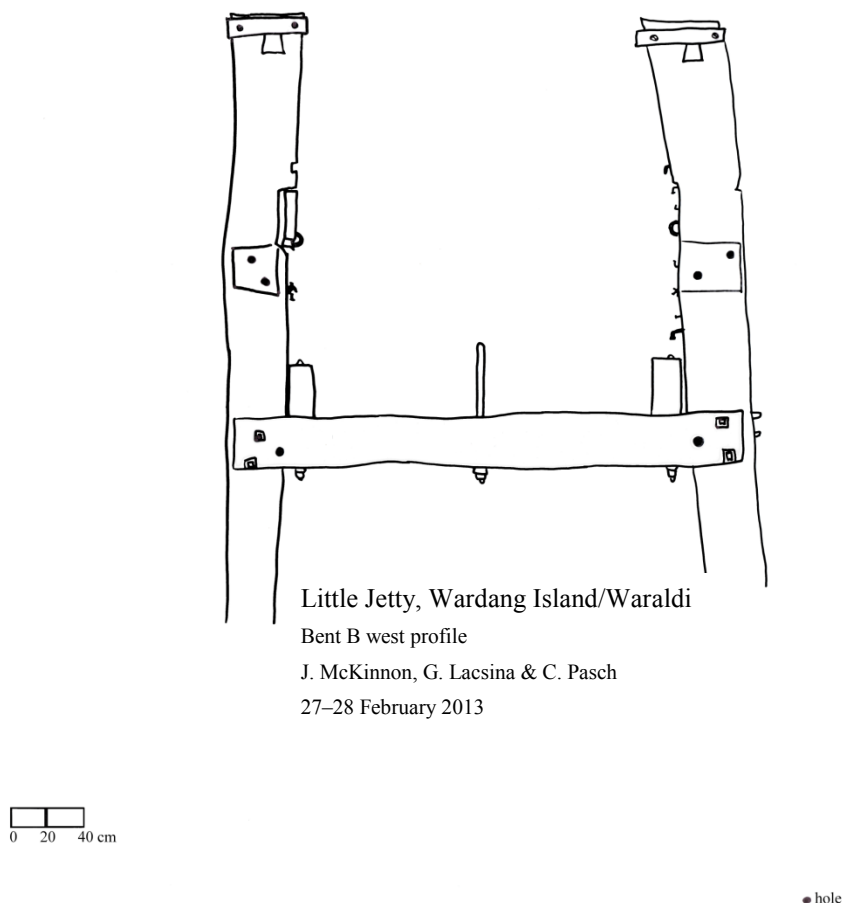 Little Jetty, Wardang Island/Waraldi
Bent B west profile
J. McKinnon, G. Lacsina & C. Pasch
27–28 February 2013
0 20 40 cm
hole